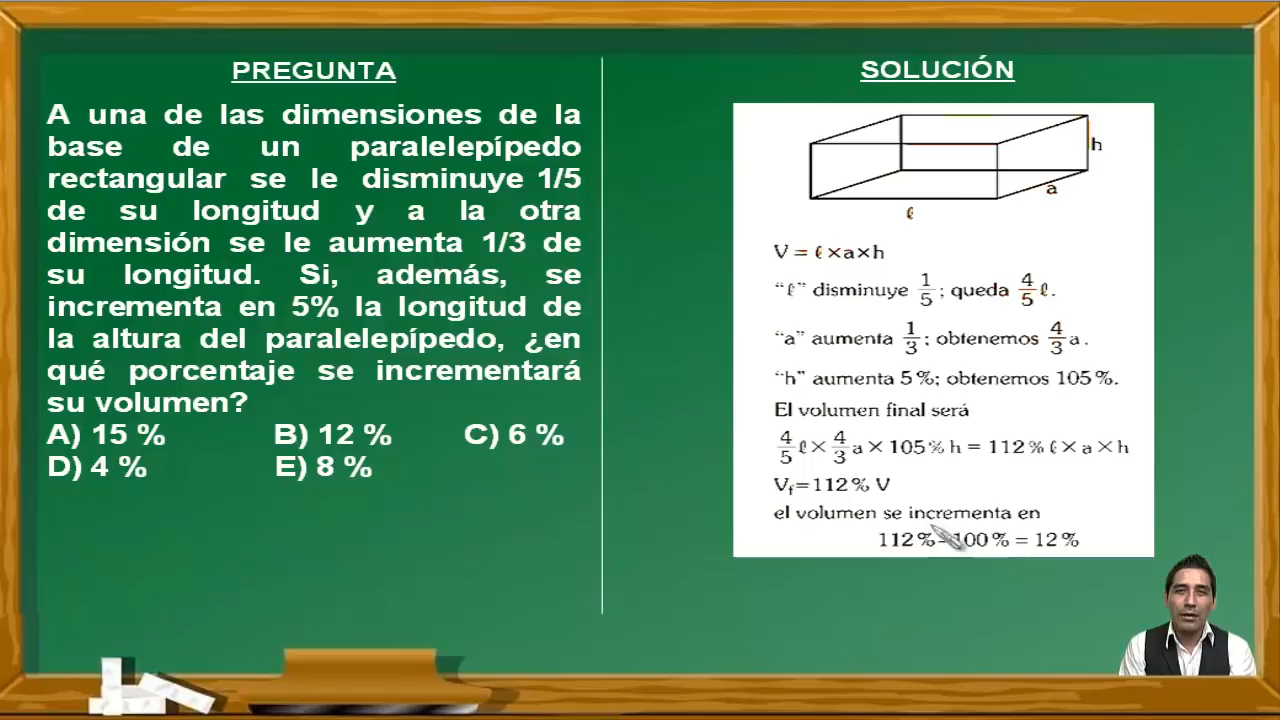 PREGUNTA
A una de las dimensiones de la
base de un paralelepípedo
rectangular se le disminuye 1/5
de su longitud y a la otra
dimensión se le aumenta 1/3 de
su longitud. Si, además, se
incrementa en 5% la longitud de
la altura del paralelepípedo, ¿en
qué porcentaje se incrementará
su volumen?
A) 15 % B) 12 % C) 6 %
D) 4 % E) 8 %
SOLUCIÓN
h
a
ℓ
V = ℓ×a×h
“ℓ” disminuye 1/5; queda 4/5 ℓ.
“a” aumenta 1/3; obtenemos 4/3 a.
“h” aumenta 5%; obtenemos 105%.
El volumen final será
4/5 ℓ × 4/3 a × 105% h = 112% ℓ × a × h
Vf=112% V
el volumen se incrementa en
112%-100% = 12%